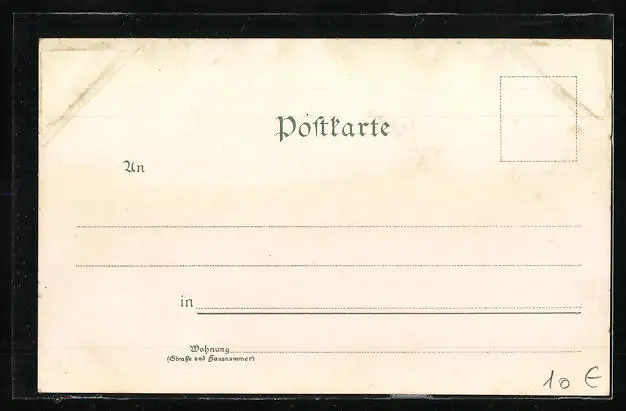 Postkarte
An
in
Wohnung
(Straße und Hausnummer)
10 €